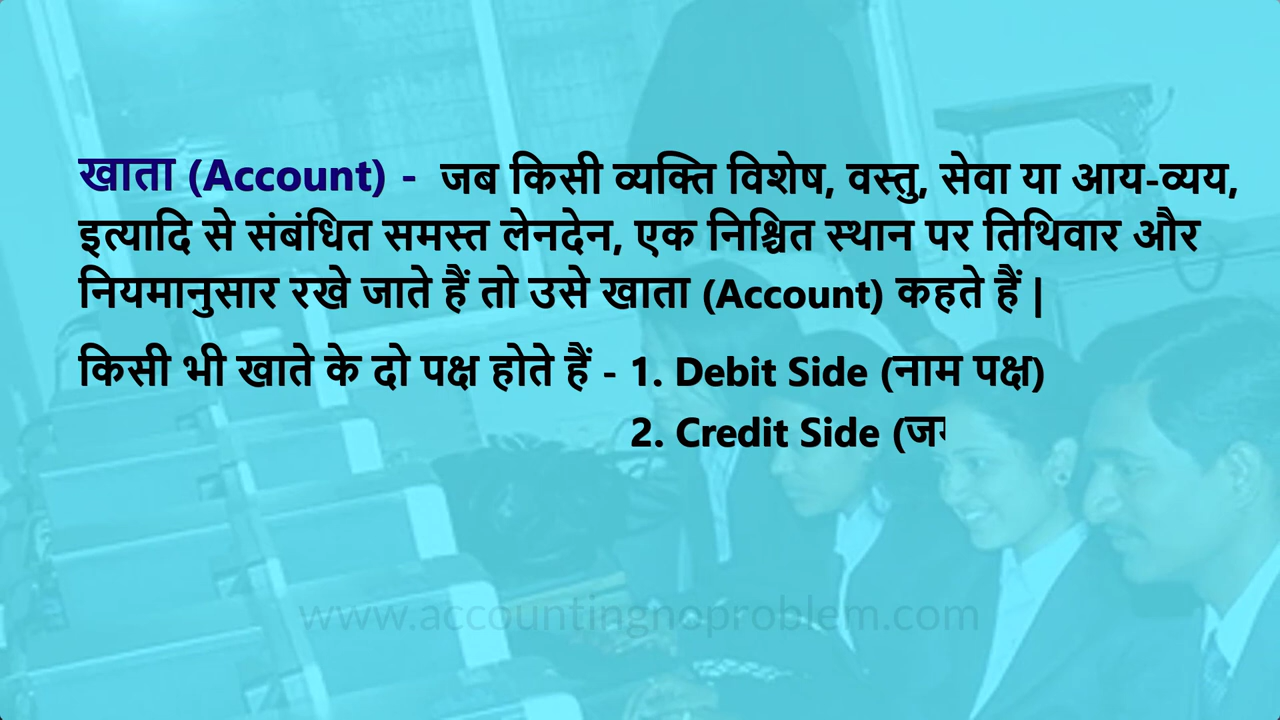 खाता (Account) - जब किसी व्यक्ति विशेष, वस्तु, सेवा या आय-व्यय,
इत्यादि से संबंधित समस्त लेनदेन, एक निश्चित स्थान पर तिथिवार और
नियमानुसार रखे जाते हैं तो उसे खाता (Account) कहते हैं |
किसी भी खाते के दो पक्ष होते हैं - 1. Debit Side (नाम पक्ष)
2. Credit Side (
www.accountingnoproblem.com